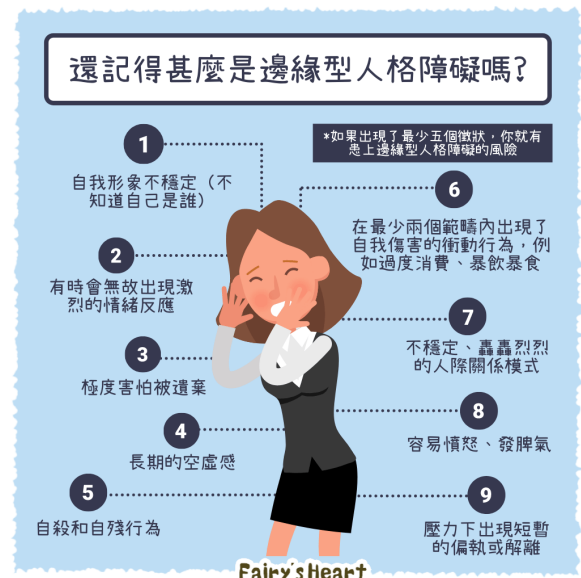 還記得甚麼是邊緣型人格障礙嗎?
*如果出現了最少五個徵狀，你就有
患上邊緣型人格障礙的風險
1
自我形象不穩定（不
知道自己是誰）
2
有時會無故出現激
烈的情緒反應
3
極度害怕被遺棄
4
長期的空虛感
5
自殺和自殘行為
6
在最少兩個範疇內出現了
自我傷害的衝動行為，例
如過度消費、暴飲暴食
7
不穩定、轟轟烈烈
的人際關係模式
8
容易憤怒、發脾氣
9
壓力下出現短暫
的偏執或解離
Fairy's Heart